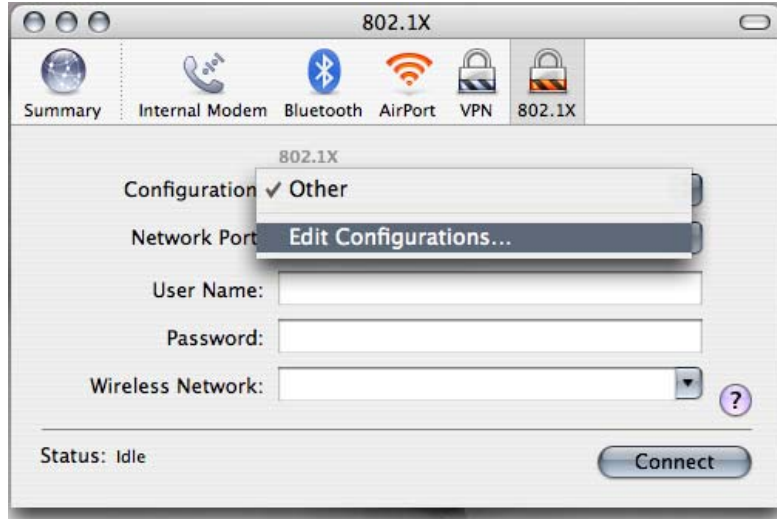 802.1X
Summary Internal Modem Bluetooth AirPort VPN 802.1X
802.1X
Configuration ✓ Other
Network Port Edit Configurations...
User Name:
Password:
Wireless Network:
?
Status: Idle Connect